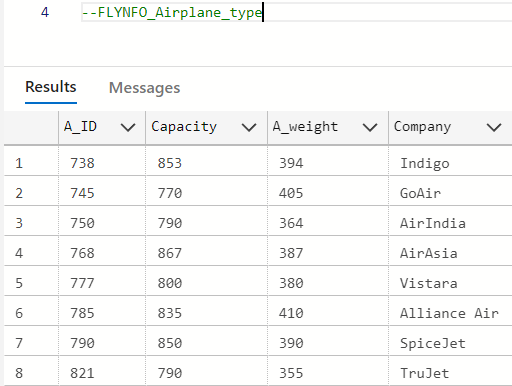 4 --FLYNFO_Airplane_type
Results Messages
A_ID Capacity A_weight Company
1 738 853 394 Indigo
2 745 770 405 GoAir
3 750 790 364 AirIndia
4 768 867 387 AirAsia
5 777 800 380 Vistara
6 785 835 410 Alliance Air
7 790 850 390 SpiceJet
8 821 790 355 TruJet